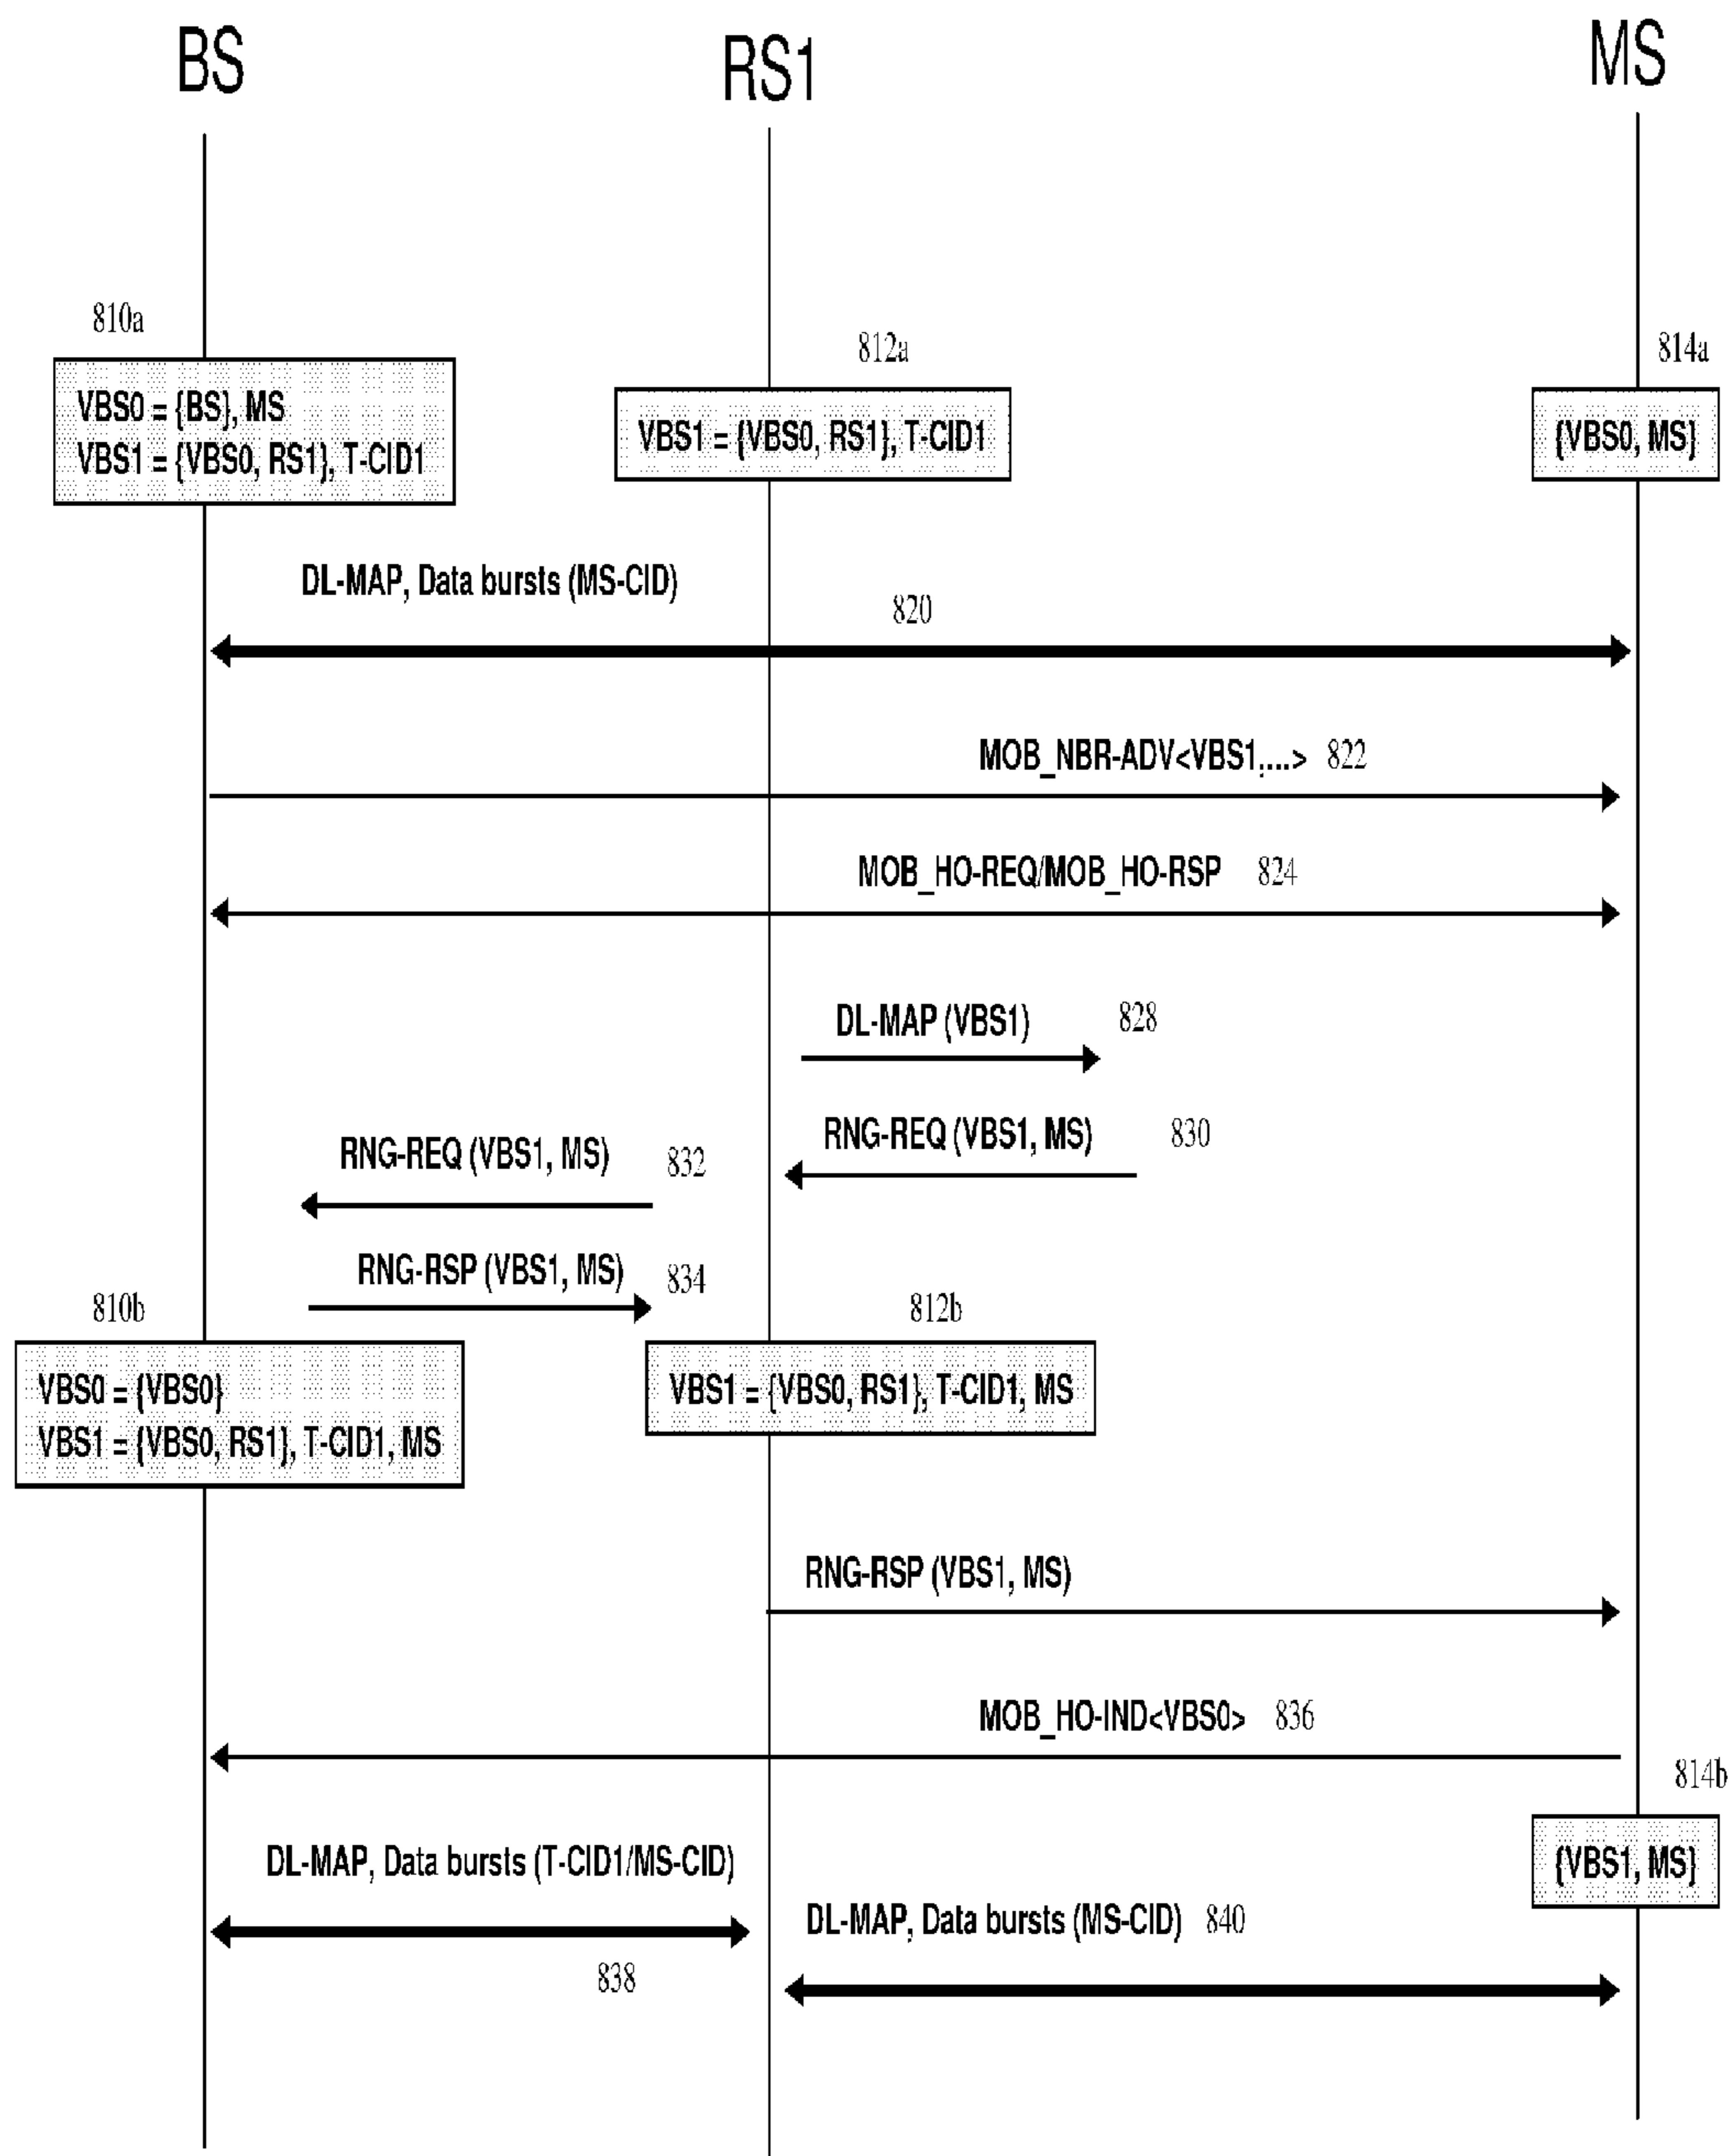 BS
RS1
MS
810a
812a
814a
VBS0 = {BS}, MS
VBS1 = {VBS0, RS1}, T-CID1
VBS1 = {VBS0, RS1}, T-CID1
{VBS0, MS}
DL-MAP, Data bursts (MS-CID)
820
MOB_NBR-ADV<VBS1,...> 822
MOB_HO-REQ/MOB_HO-RSP 824
DL-MAP (VBS1) 828
RNG-REQ (VBS1, MS) 830
RNG-REQ (VBS1, MS) 832
RNG-RSP (VBS1, MS) 834
810b
812b
VBS0 = {VBS0}
VBS1 = {VBS0, RS1}, T-CID1, MS
VBS1 = {VBS0, RS1}, T-CID1, MS
RNG-RSP (VBS1, MS)
MOB_HO-IND<VBS0> 836
814b
{VBS1, MS}
DL-MAP, Data bursts (T-CID1/MS-CID)
838
DL-MAP, Data bursts (MS-CID) 840